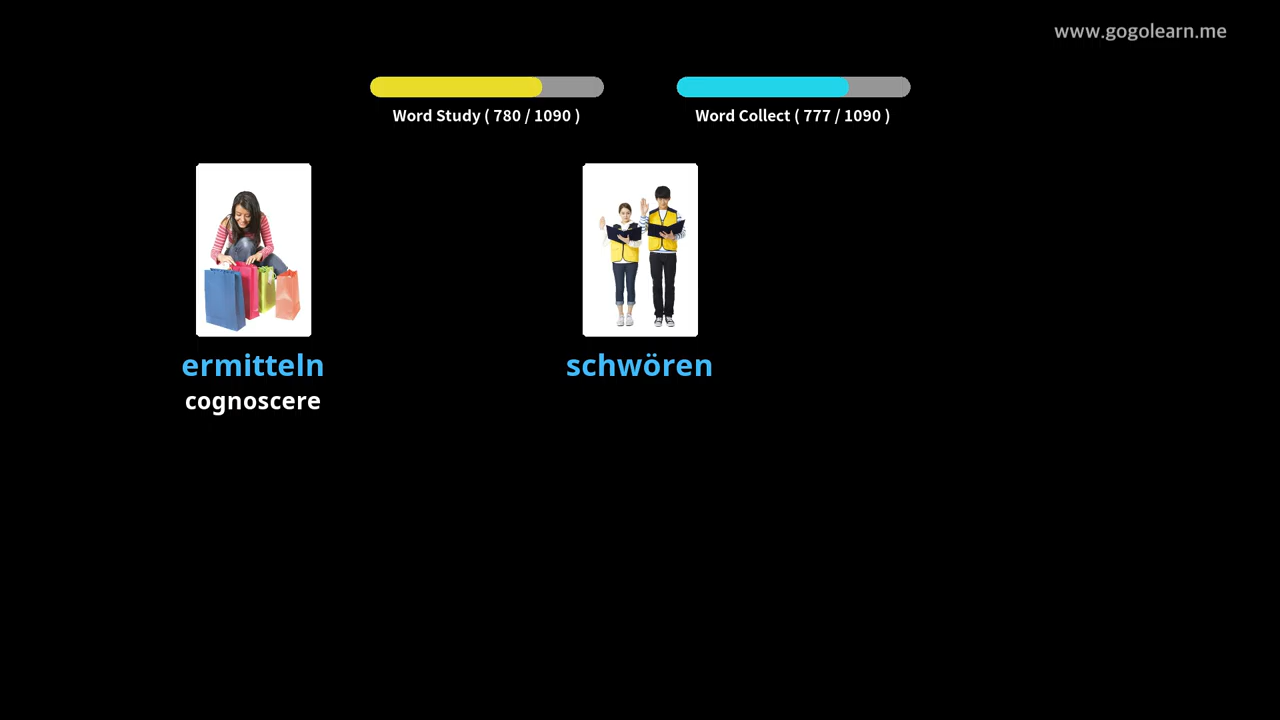 www.gogolearn.me
Word Study ( 780 / 1090 )
Word Collect ( 777 / 1090 )
ermitteln
cognoscere
schwören